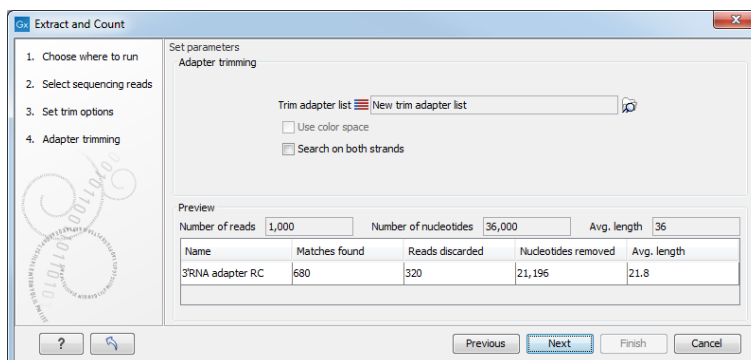 Gx Extract and Count
1. Choose where to run
2. Select sequencing reads
3. Set trim options
4. Adapter trimming
Set parameters
Adapter trimming
Trim adapter list New trim adapter list
Use color space
Search on both strands
Preview
Number of reads 1,000 Number of nucleotides 36,000 Avg. length 36
Name Matches found Reads discarded Nucleotides removed Avg. length
3'RNA adapter RC 680 320 21,196 21.8
? Previous Next Finish Cancel